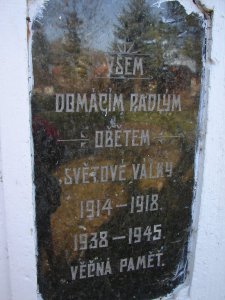 VŠEM
DOMÁCÍM PADLÝM
OBĚTEM
SVĚTOVÉ VÁLKY
1914-1918
1938-1945
VĚČNÁ PAMĚŤ.